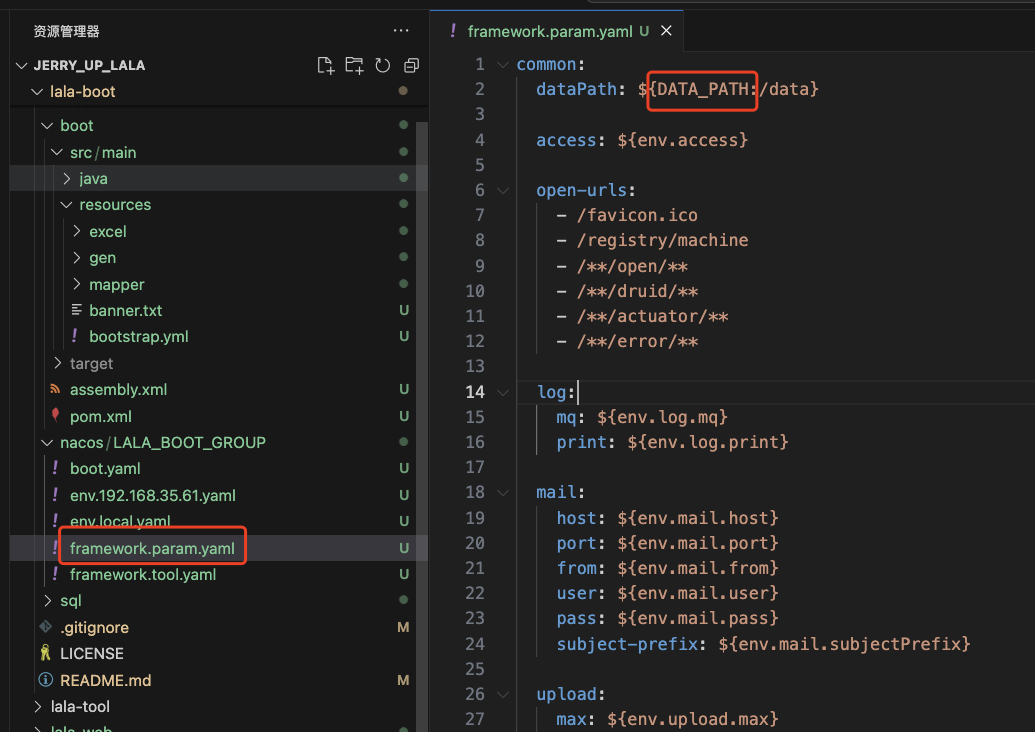 资源管理器
JERRY_UP_LALA
lala-boot
boot
src/main
java
resources
excel
gen
mapper
banner.txt U
bootstrap.yml U
target
assembly.xml U
pom.xml U
nacos/LALA_BOOT_GROUP
boot.yaml U
env.192.168.35.61.yaml U
env.local.yaml U
framework.param.yaml U
framework.tool.yaml U
sql
.gitignore M
LICENSE
README.md M
lala-tool
lala-web
framework.param.yaml U
1 common:
2 dataPath: ${DATA_PATH:/data}
3
4 access: ${env.access}
5
6 open-urls:
7 - /favicon.ico
8 - /registry/machine
9 - /**/open/**
10 - /**/druid/**
11 - /**/actuator/**
12 - /**/error/**
13
14 log:
15 mq: ${env.log.mq}
16 print: ${env.log.print}
17
18 mail:
19 host: ${env.mail.host}
20 port: ${env.mail.port}
21 from: ${env.mail.from}
22 user: ${env.mail.user}
23 pass: ${env.mail.pass}
24 subject-prefix: ${env.mail.subjectPrefix}
25
26 upload:
27 max: ${env.upload.max}